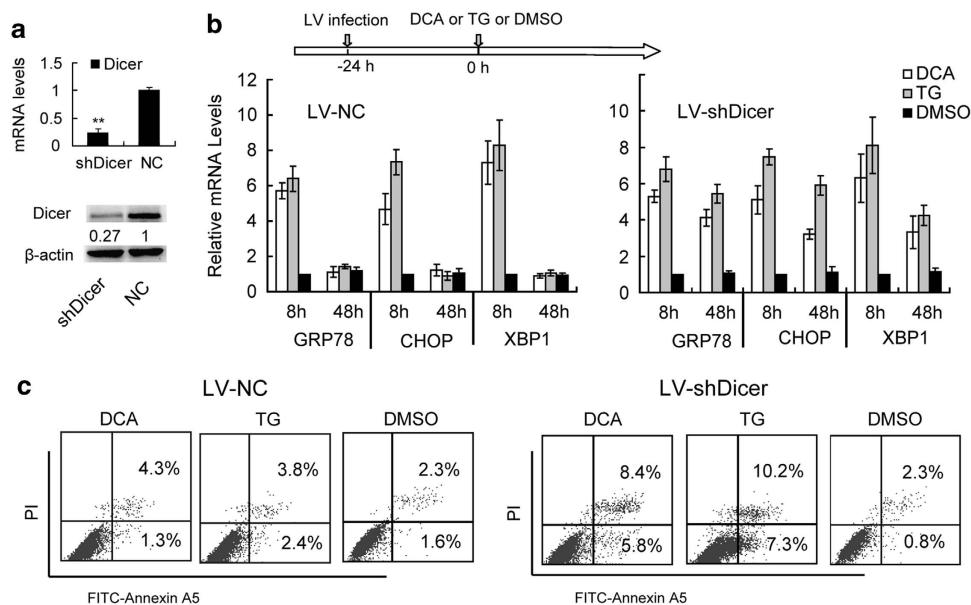 a
Dicer
mRNA levels
1.5
1
0.5
0
**
shDicer NC
Dicer
0.27 1
β-actin
shDicer NC
b
LV infection DCA or TG or DMSO
-24 h 0 h
LV-NC
Relative mRNA Levels
12
10
8
6
4
2
0
8h 48h 8h 48h 8h 48h
GRP78 CHOP XBP1
LV-shDicer
DCA
TG
DMSO
10
8
6
4
2
0
8h 48h 8h 48h 8h 48h
GRP78 CHOP XBP1
c
LV-NC
DCA TG DMSO
4.3% 3.8% 2.3%
1.3% 2.4% 1.6%
PI
FITC-Annexin A5
LV-shDicer
DCA TG DMSO
8.4% 10.2% 2.3%
5.8% 7.3% 0.8%
PI
FITC-Annexin A5